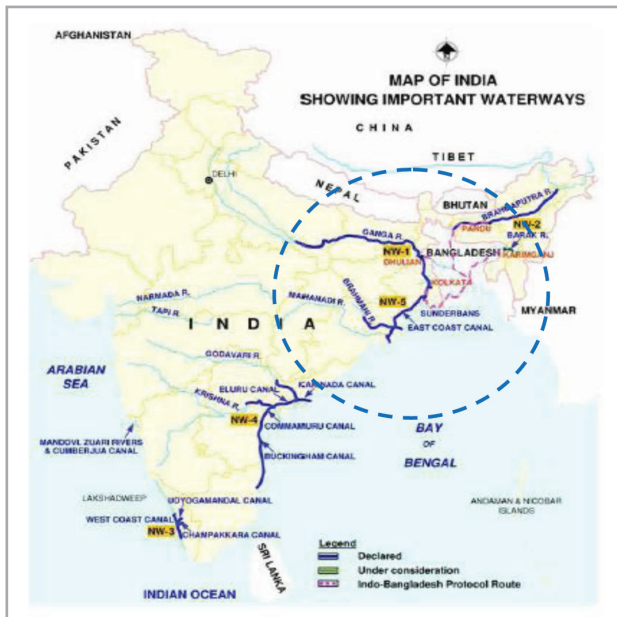 AFGHANISTAN
N
MAP OF INDIA
SHOWING IMPORTANT WATERWAYS
CHINA
PAKISTAN
TIBET
DELHI
NEPAL
BHUTAN
BRAHMAPUTRA R.
NW-2
PANDU
BARAK R.
GANGA R.
NW-1
BANGLADESH
KARIMGANJ
DHULIAN
KOLKATA
NARMADA R.
MAHANADI R.
BRAHMANI R.
NW-5
SUNDERBANS
MYANMAR
TAPI R.
INDIA
EAST COAST CANAL
GODAVARI R.
ARABIAN
SEA
KAKINADA CANAL
ELURU CANAL
KRISHNA R.
NW-4
COMMAMURU CANAL
BAY
OF
BENGAL
MANDOVI, ZUARI RIVERS
& CUMBERJUA CANAL
BUCKINGHAM CANAL
LAKSHADWEEP
UDYOGAMANDAL CANAL
ANDAMAN & NICOBAR
ISLANDS
WEST COAST CANAL
NW-3
CHAMPAKKARA CANAL
SRI LANKA
Legend
Declared
Under consideration
Indo-Bangladesh Protocol Route
INDIAN OCEAN